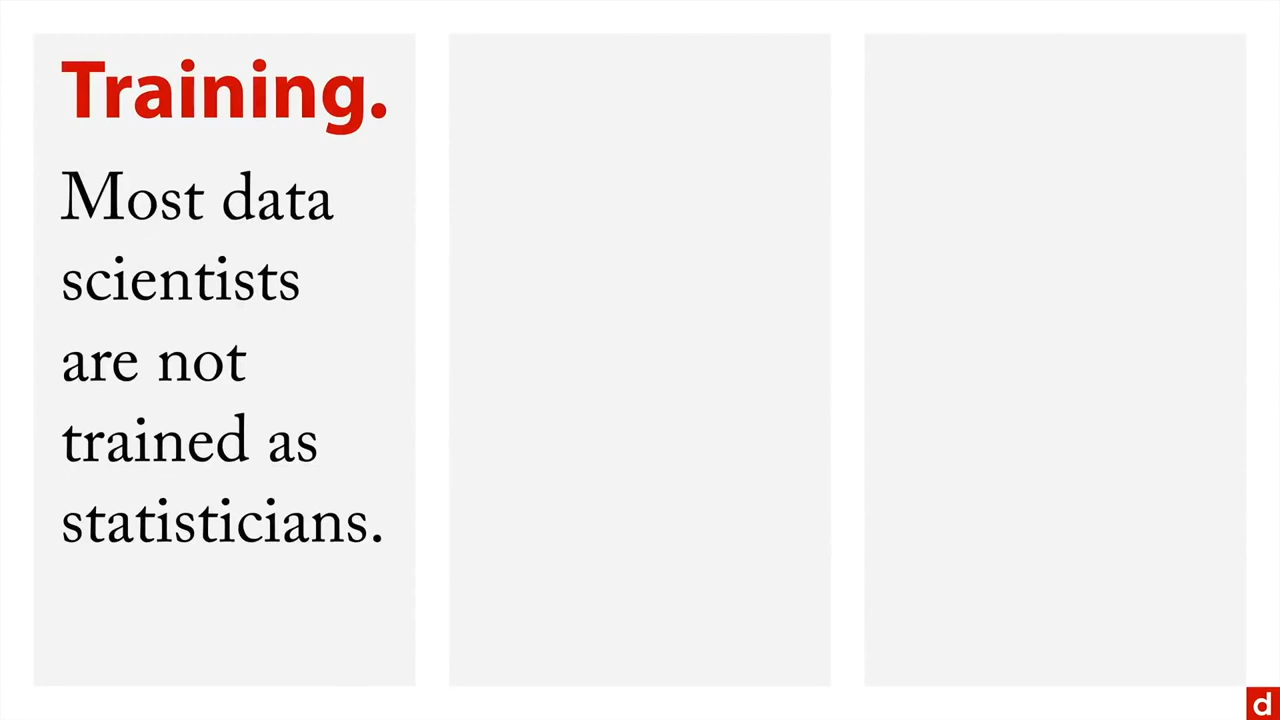 Training.
Most data
scientists
are not
trained as
statisticians.
d